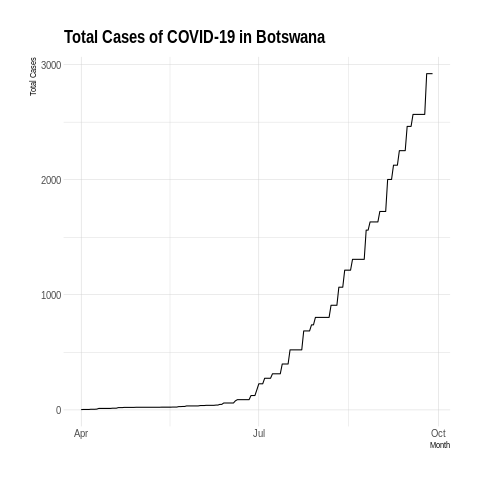 Total Cases of COVID-19 in Botswana
Total Cases
3000
2000
1000
0
Apr Jul Oct
Month